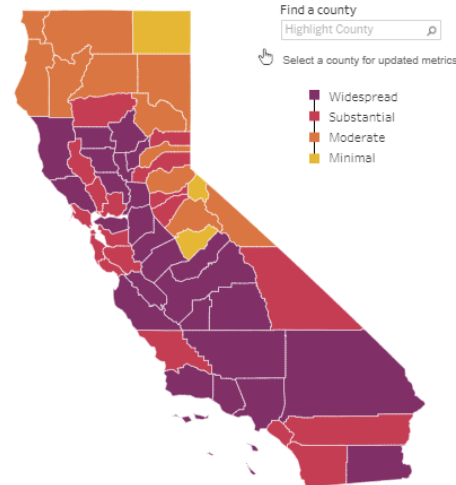 Find a county
Highlight County
Select a county for updated metrics
Widespread
Substantial
Moderate
Minimal